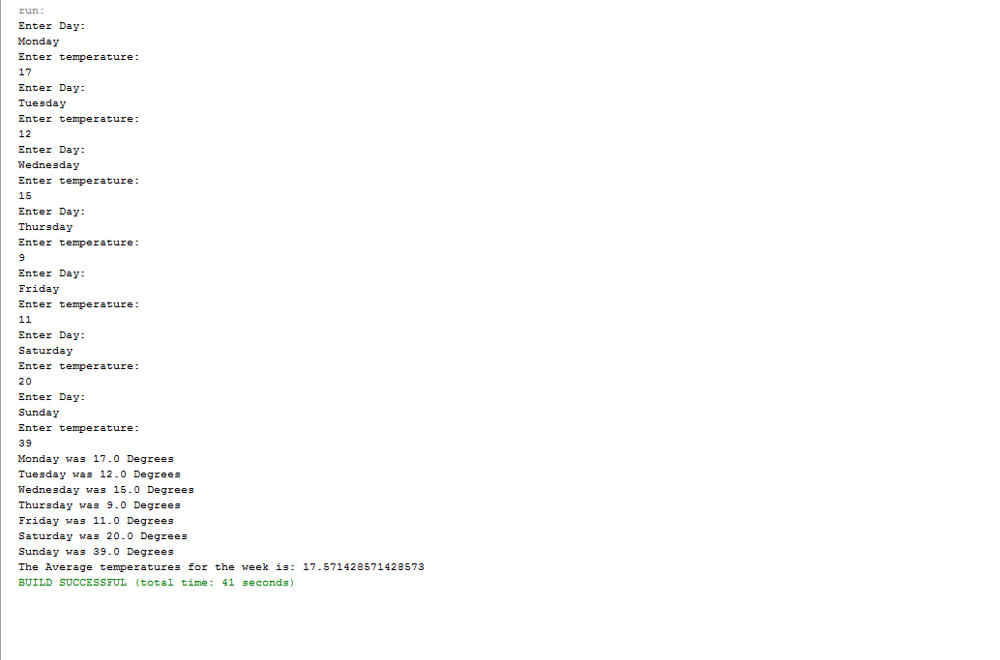 run:
Enter Day:
Monday
Enter temperature:
17
Enter Day:
Tuesday
Enter temperature:
12
Enter Day:
Wednesday
Enter temperature:
15
Enter Day:
Thursday
Enter temperature:
9
Enter Day:
Friday
Enter temperature:
11
Enter Day:
Saturday
Enter temperature:
20
Enter Day:
Sunday
Enter temperature:
39
Monday was 17.0 Degrees
Tuesday was 12.0 Degrees
Wednesday was 15.0 Degrees
Thursday was 9.0 Degrees
Friday was 11.0 Degrees
Saturday was 20.0 Degrees
Sunday was 39.0 Degrees
The Average temperatures for the week is: 17.571428571428573
BUILD SUCCESSFUL (total time: 41 seconds)